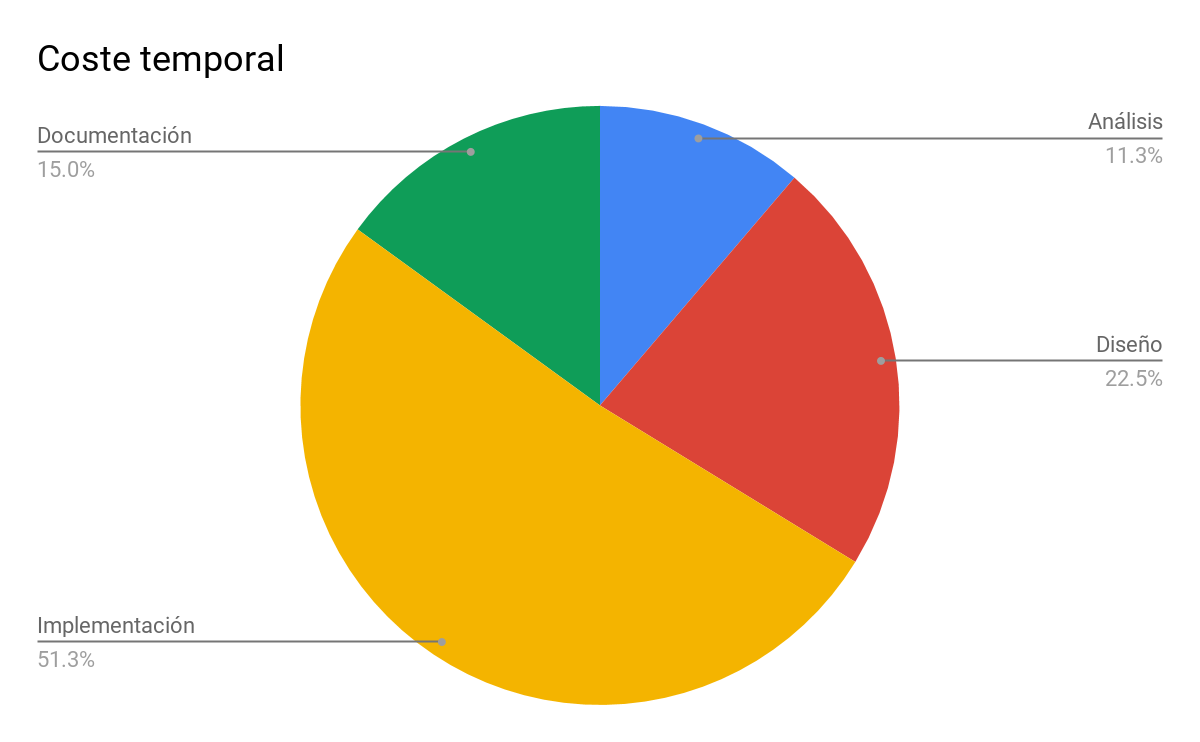 Coste temporal
Documentación
15.0%
Análisis
11.3%
Diseño
22.5%
Implementación
51.3%